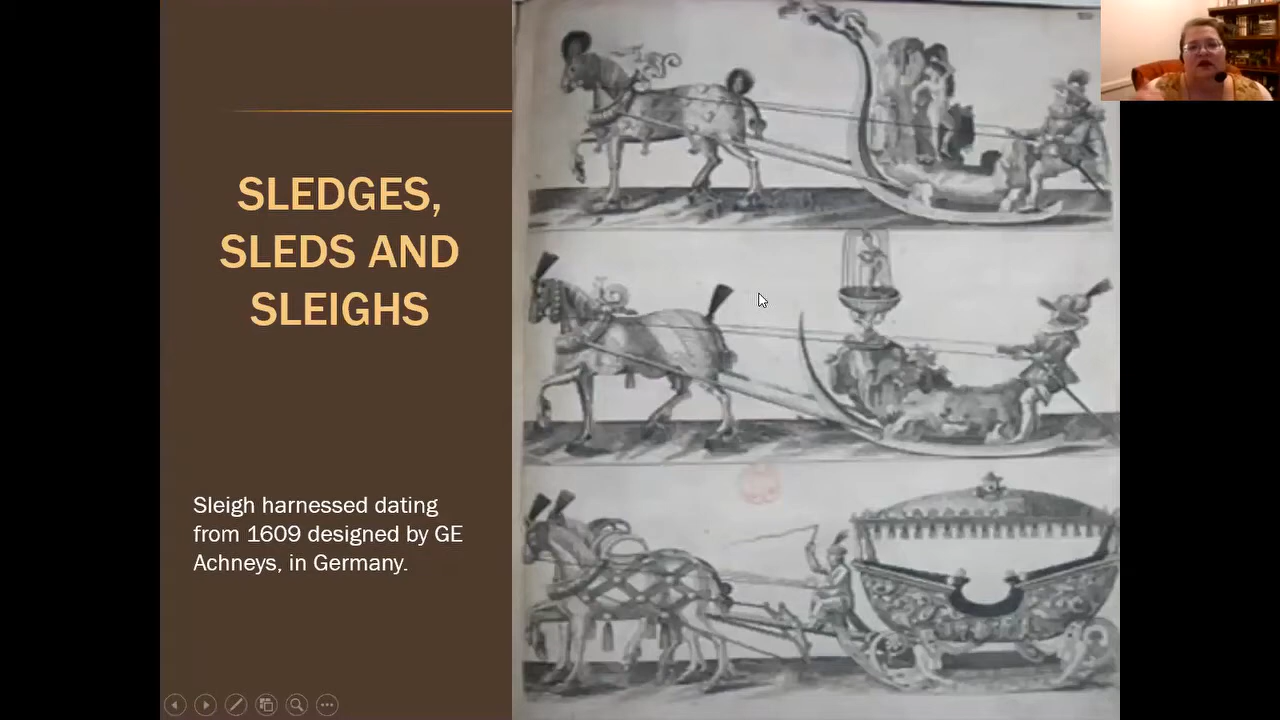 SLEDGES,
SLEDS AND
SLEIGHS
Sleigh harnessed dating
from 1609 designed by GE
Achneys, in Germany.